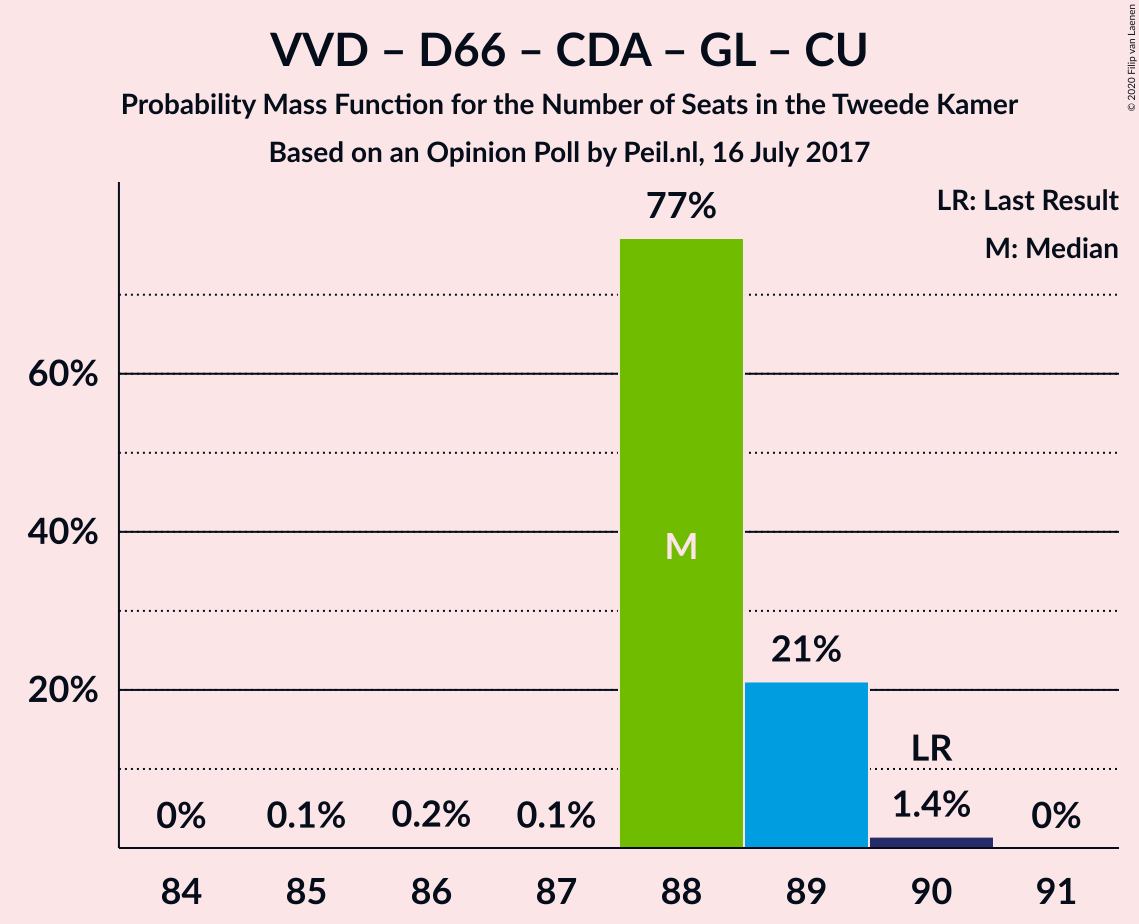 VVD – D66 – CDA – GL – CU
Probability Mass Function for the Number of Seats in the Tweede Kamer
Based on an Opinion Poll by Peil.nl, 16 July 2017
© 2020 Filip van Laenen
LR: Last Result
M: Median
77%
60%
40%
20%
M
21%
LR
0%
0.1%
0.2%
0.1%
1.4%
0%
84
85
86
87
88
89
90
91